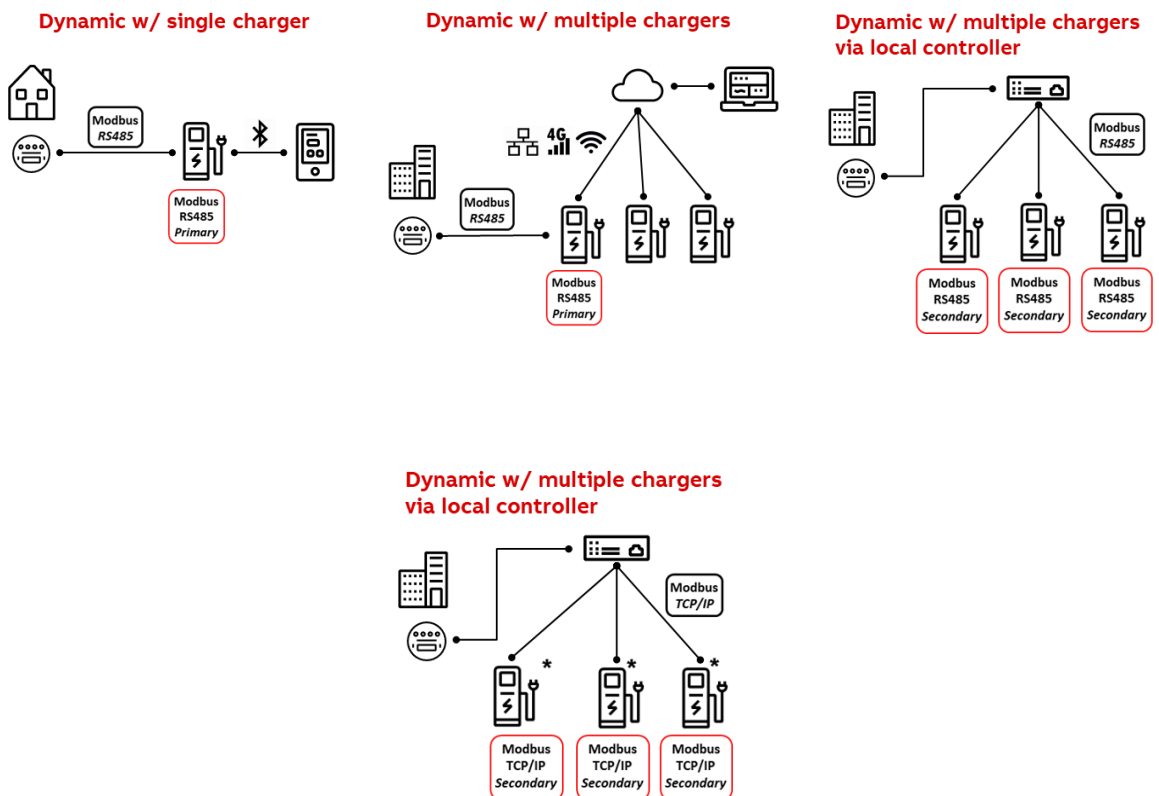 Dynamic w/ single charger
Modbus
RS485
Modbus
RS485
Primary
Dynamic w/ multiple chargers
4G
Modbus
RS485
Modbus
RS485
Primary
Dynamic w/ multiple chargers
via local controller
Modbus
RS485
Modbus
RS485
Secondary
Modbus
RS485
Secondary
Modbus
RS485
Secondary
Dynamic w/ multiple chargers
via local controller
Modbus
TCP/IP
*
*
*
Modbus
TCP/IP
Secondary
Modbus
TCP/IP
Secondary
Modbus
TCP/IP
Secondary